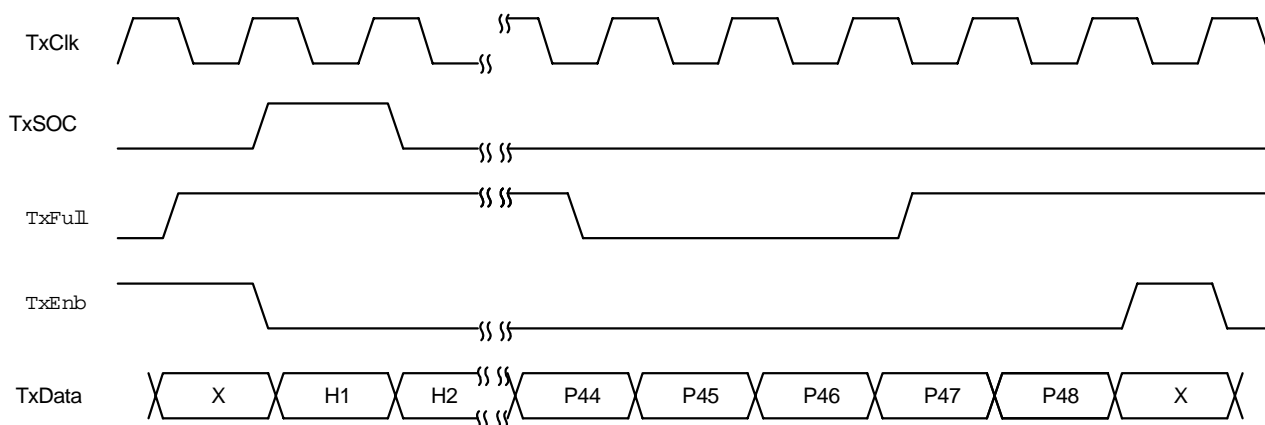 TxClk
TxSOC
TxFull
TxEnb
TxData X H1 H2 P44 P45 P46 P47 P48 X